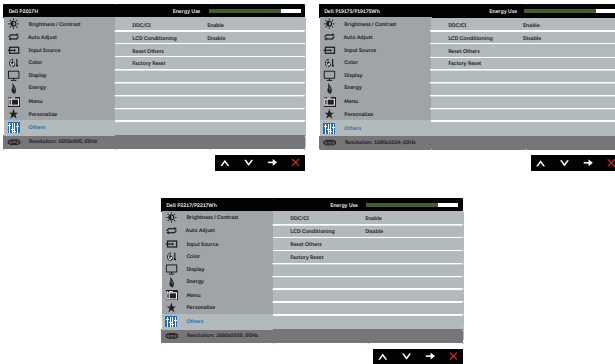 Dell P2017H Energy Use
Brightness / Contrast DDC/CI Enable
Auto Adjust LCD Conditioning Disable
Input Source Reset Others
Color Factory Reset
Display
Energy
Menu
Personalize
Others
Resolution: 1600x900, 60Hz
Dell P1917S/P1917SWh Energy Use
Brightness / Contrast DDC/CI Enable
Auto Adjust LCD Conditioning Disable
Input Source Reset Others
Color Factory Reset
Display
Energy
Menu
Personalize
Others
Resolution: 1280x1024, 60Hz
Dell P2217/P2217Wh Energy Use
Brightness / Contrast DDC/CI Enable
Auto Adjust LCD Conditioning Disable
Input Source Reset Others
Color Factory Reset
Display
Energy
Menu
Personalize
Others
Resolution: 1680x1050, 60Hz